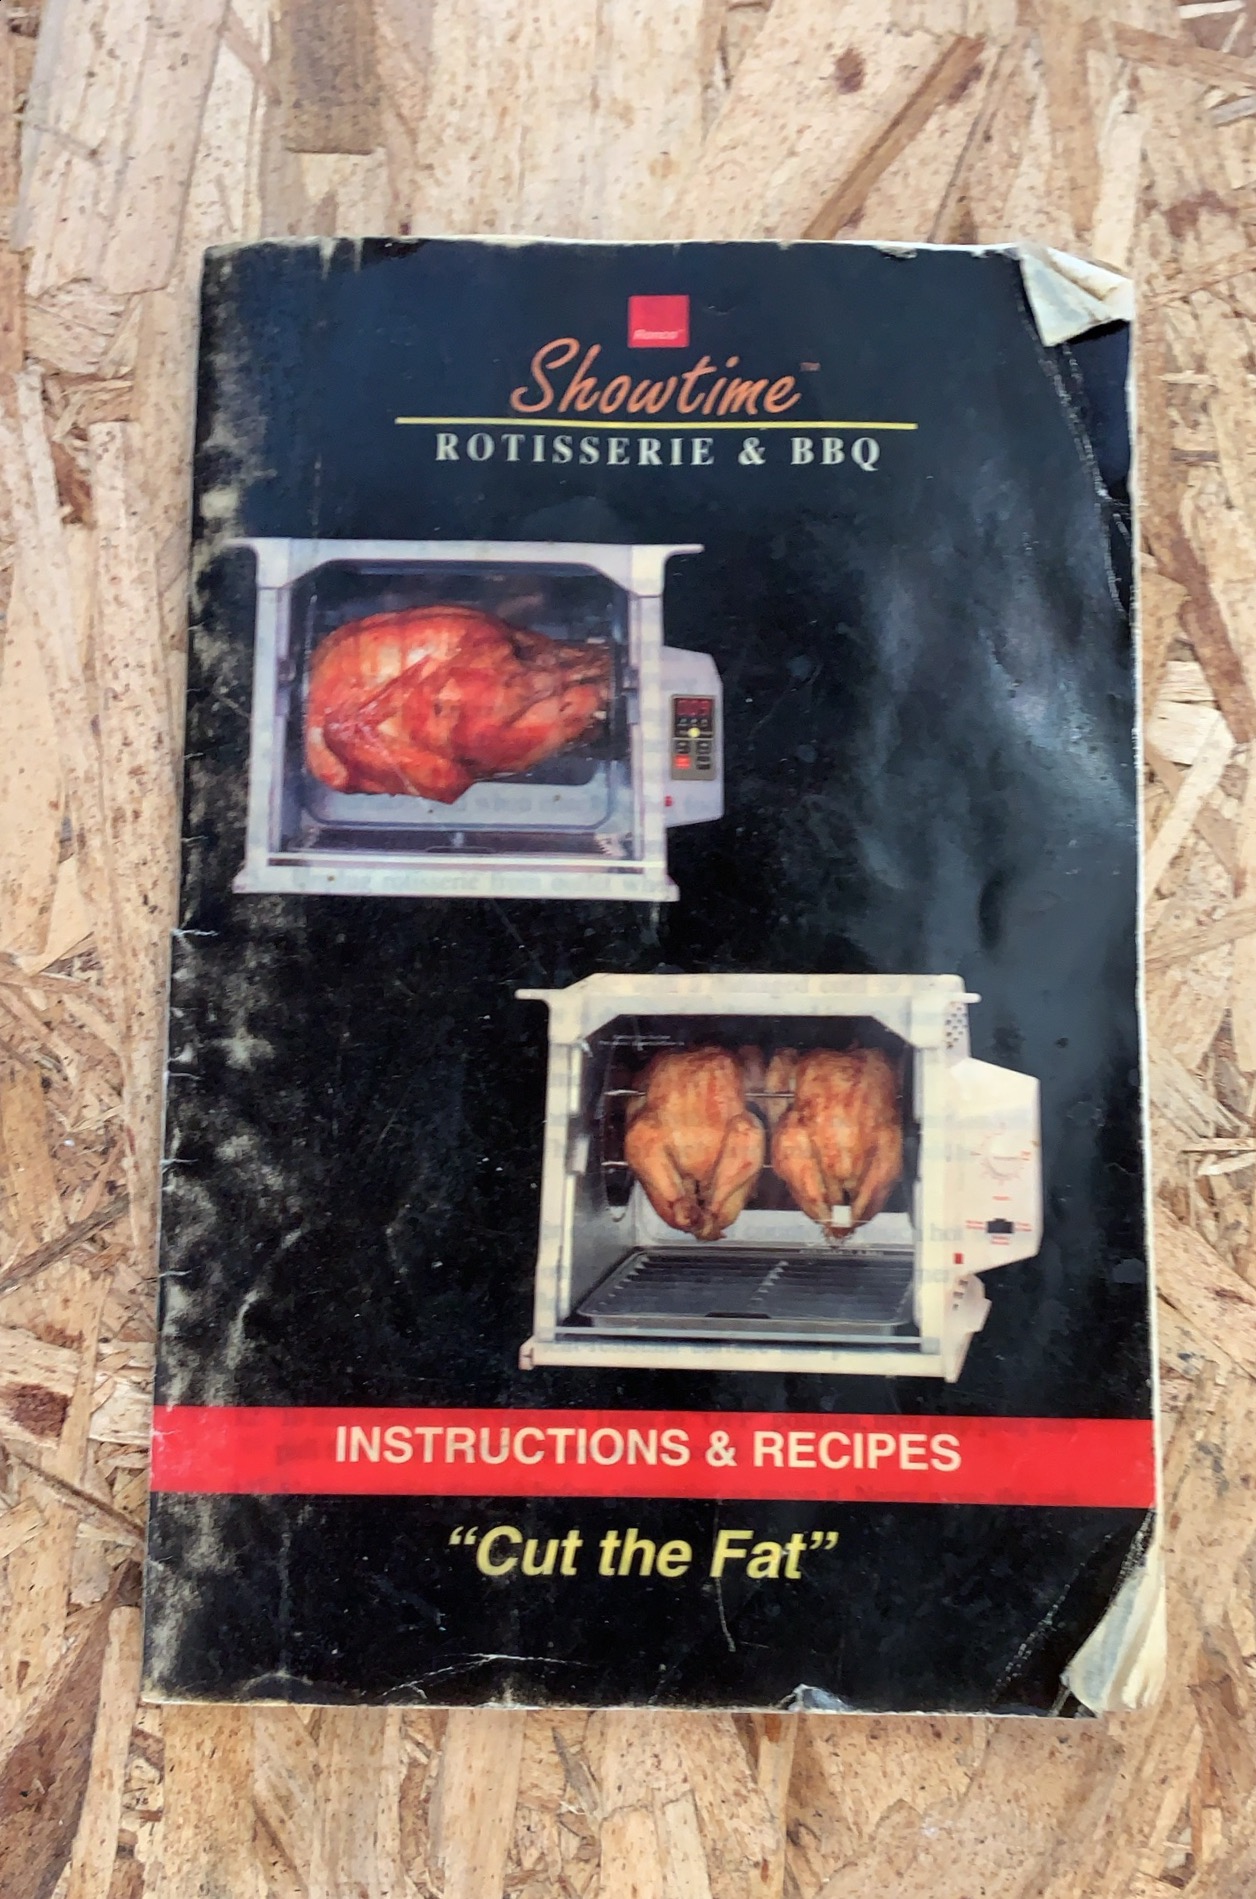 Ronco
Showtime™
ROTISSERIE & BBQ
INSTRUCTIONS & RECIPES
“Cut the Fat”